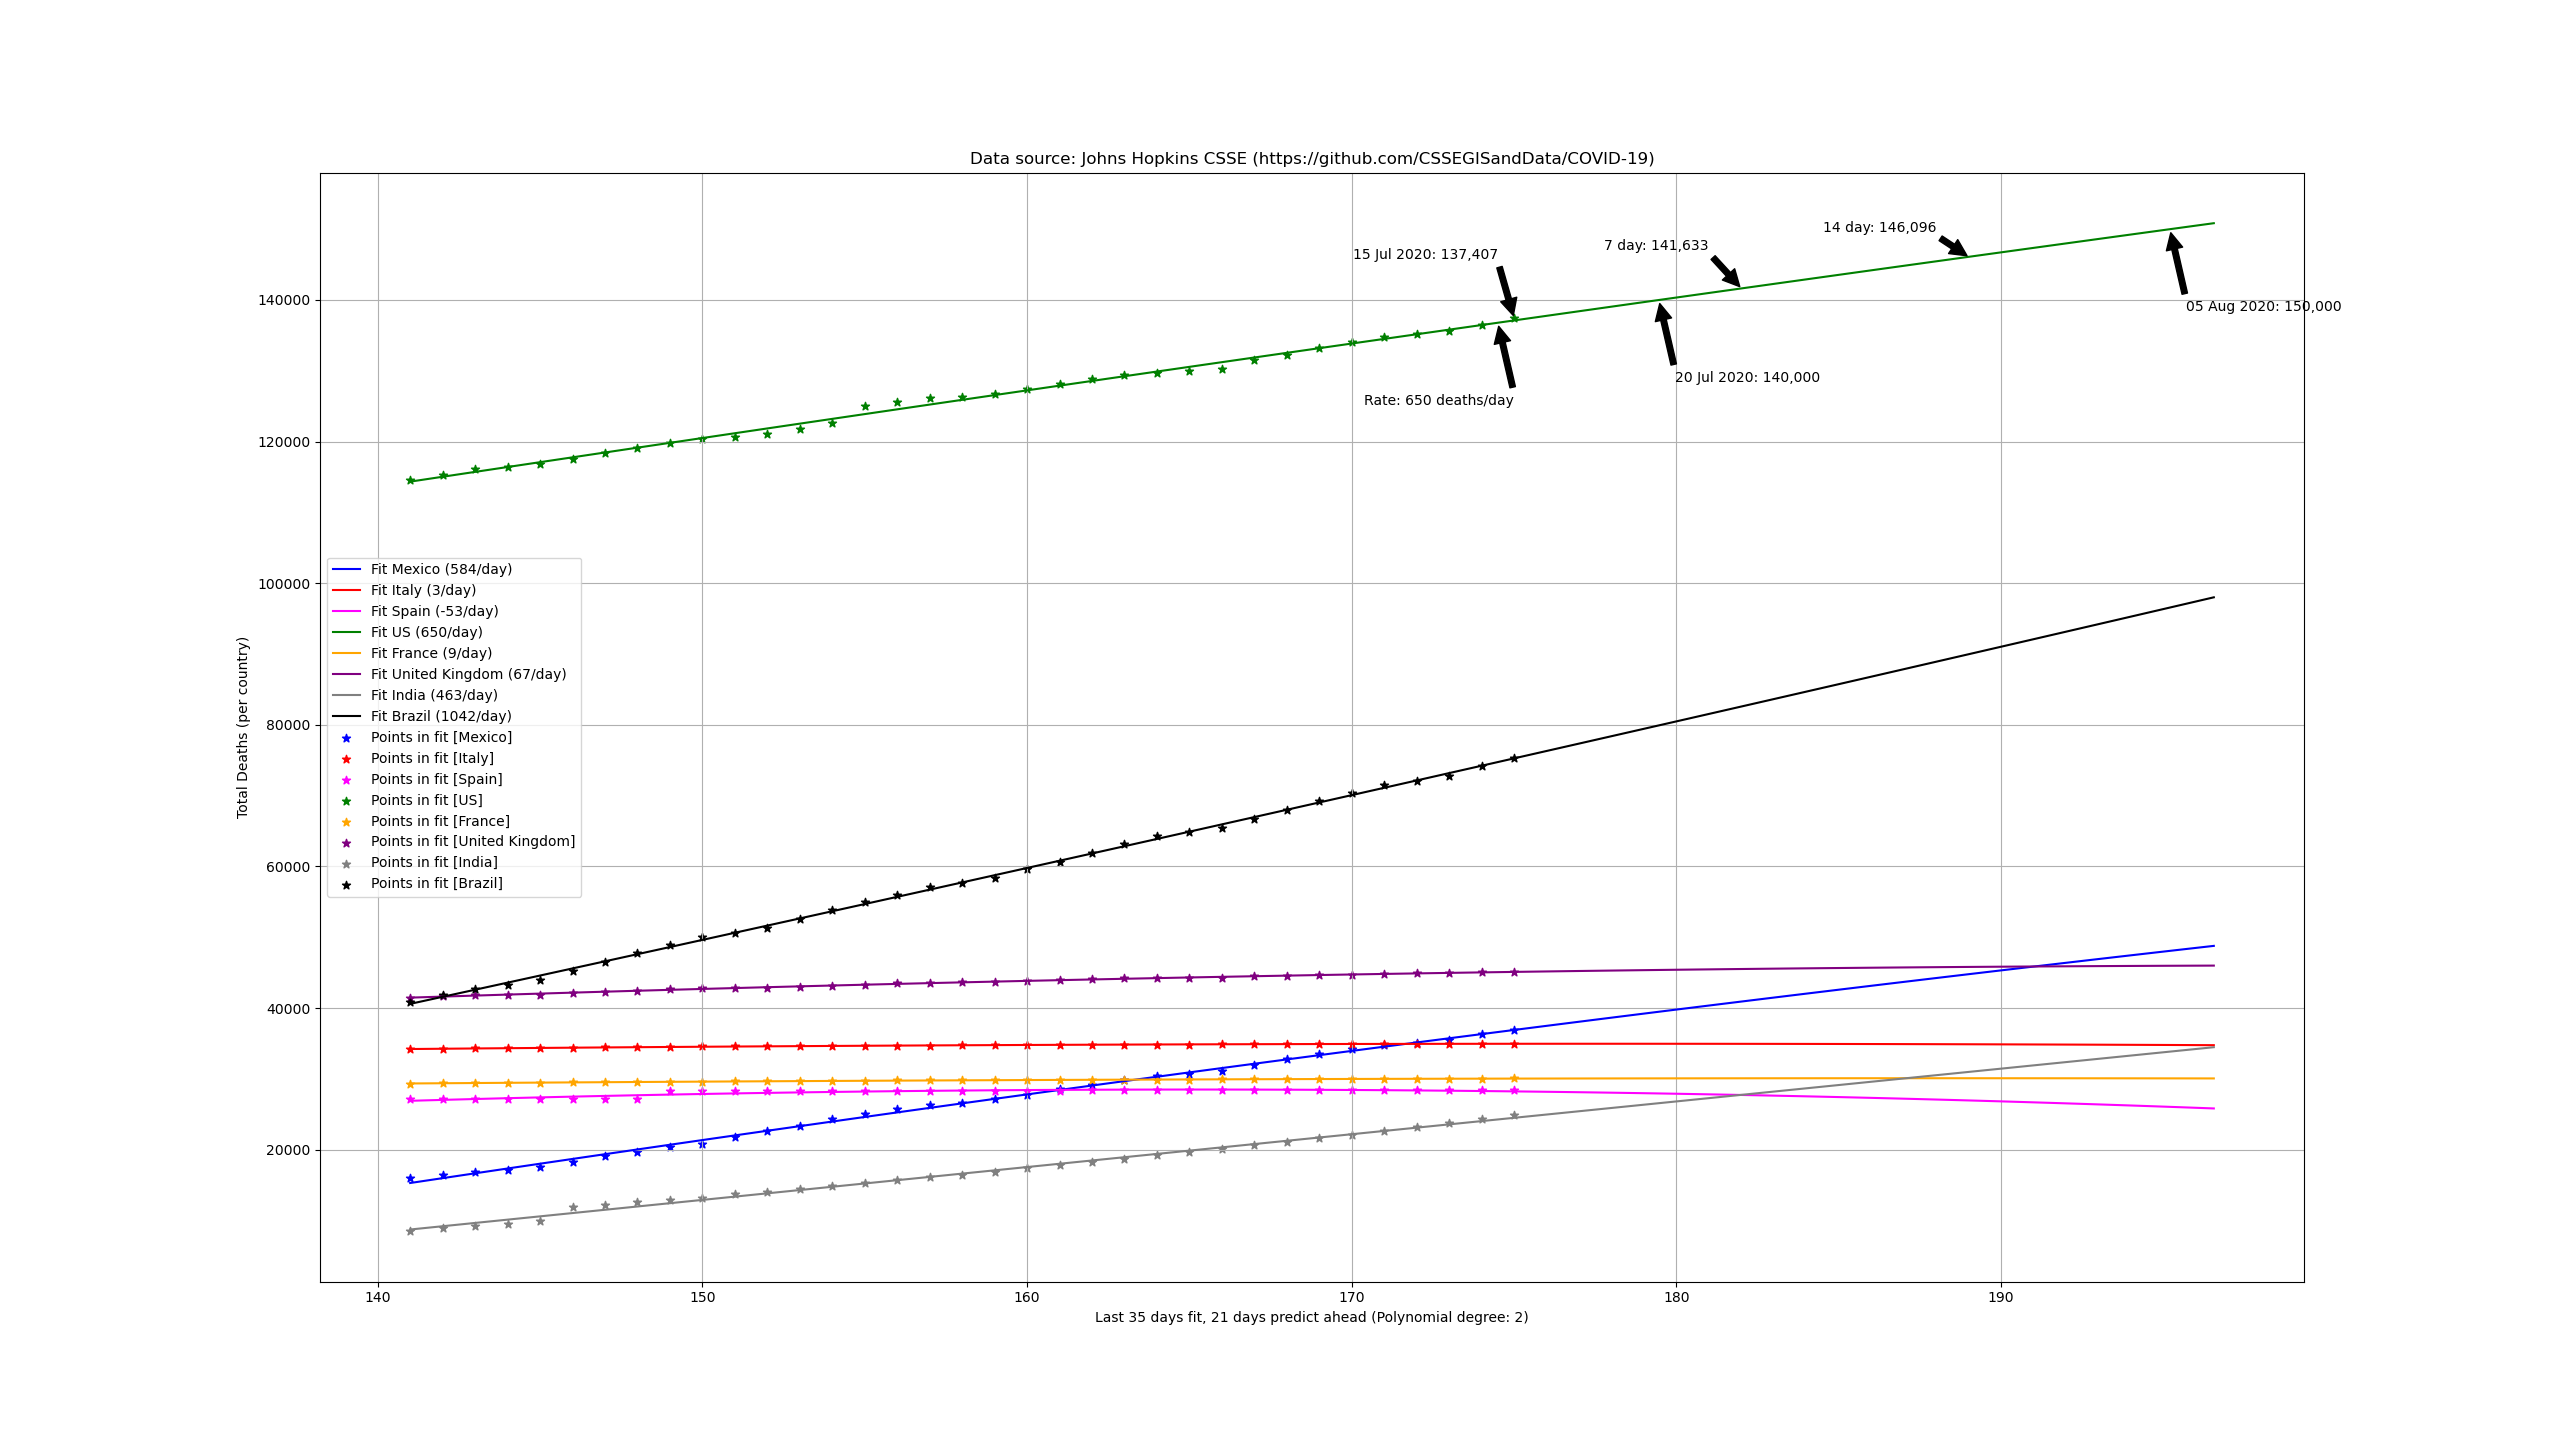 Data source: Johns Hopkins CSSE (https://github.com/CSSEGISandData/COVID-19)
14 day: 146,096
7 day: 141,633
15 Jul 2020: 137,407
05 Aug 2020: 150,000
20 Jul 2020: 140,000
Rate: 650 deaths/day
Total Deaths (per country)
140000
120000
100000
80000
60000
40000
20000
Fit Mexico (584/day)
Fit Italy (3/day)
Fit Spain (-53/day)
Fit US (650/day)
Fit France (9/day)
Fit United Kingdom (67/day)
Fit India (463/day)
Fit Brazil (1042/day)
Points in fit [Mexico]
Points in fit [Italy]
Points in fit [Spain]
Points in fit [US]
Points in fit [France]
Points in fit [United Kingdom]
Points in fit [India]
Points in fit [Brazil]
140 150 160 170 180 190
Last 35 days fit, 21 days predict ahead (Polynomial degree: 2)